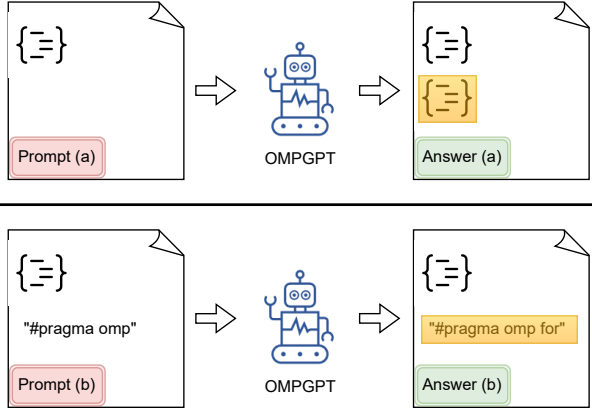 Prompt (a)
OMPGPT
Answer (a)
"#pragma omp"
"#pragma omp for"
Prompt (b)
OMPGPT
Answer (b)